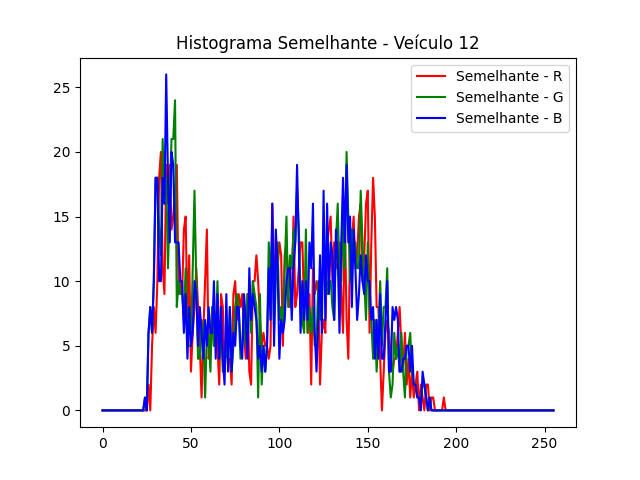 Histograma Semelhante - Veículo 12
Semelhante - R
Semelhante - G
Semelhante - B
25
20
15
10
5
0
0 50 100 150 200 250